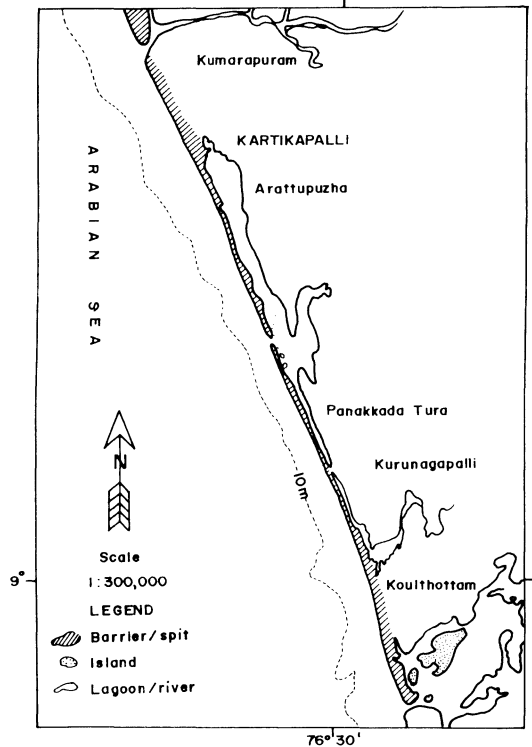 Kumarapuram
KARTIKAPALLI
Arattupuzha
ARABIAN SEA
Panakkada Tura
Kurunagapalli
10m
N
Koulthottam
Scale
1:300,000
9°
LEGEND
Barrier/spit
Island
Lagoon/river
76°30'